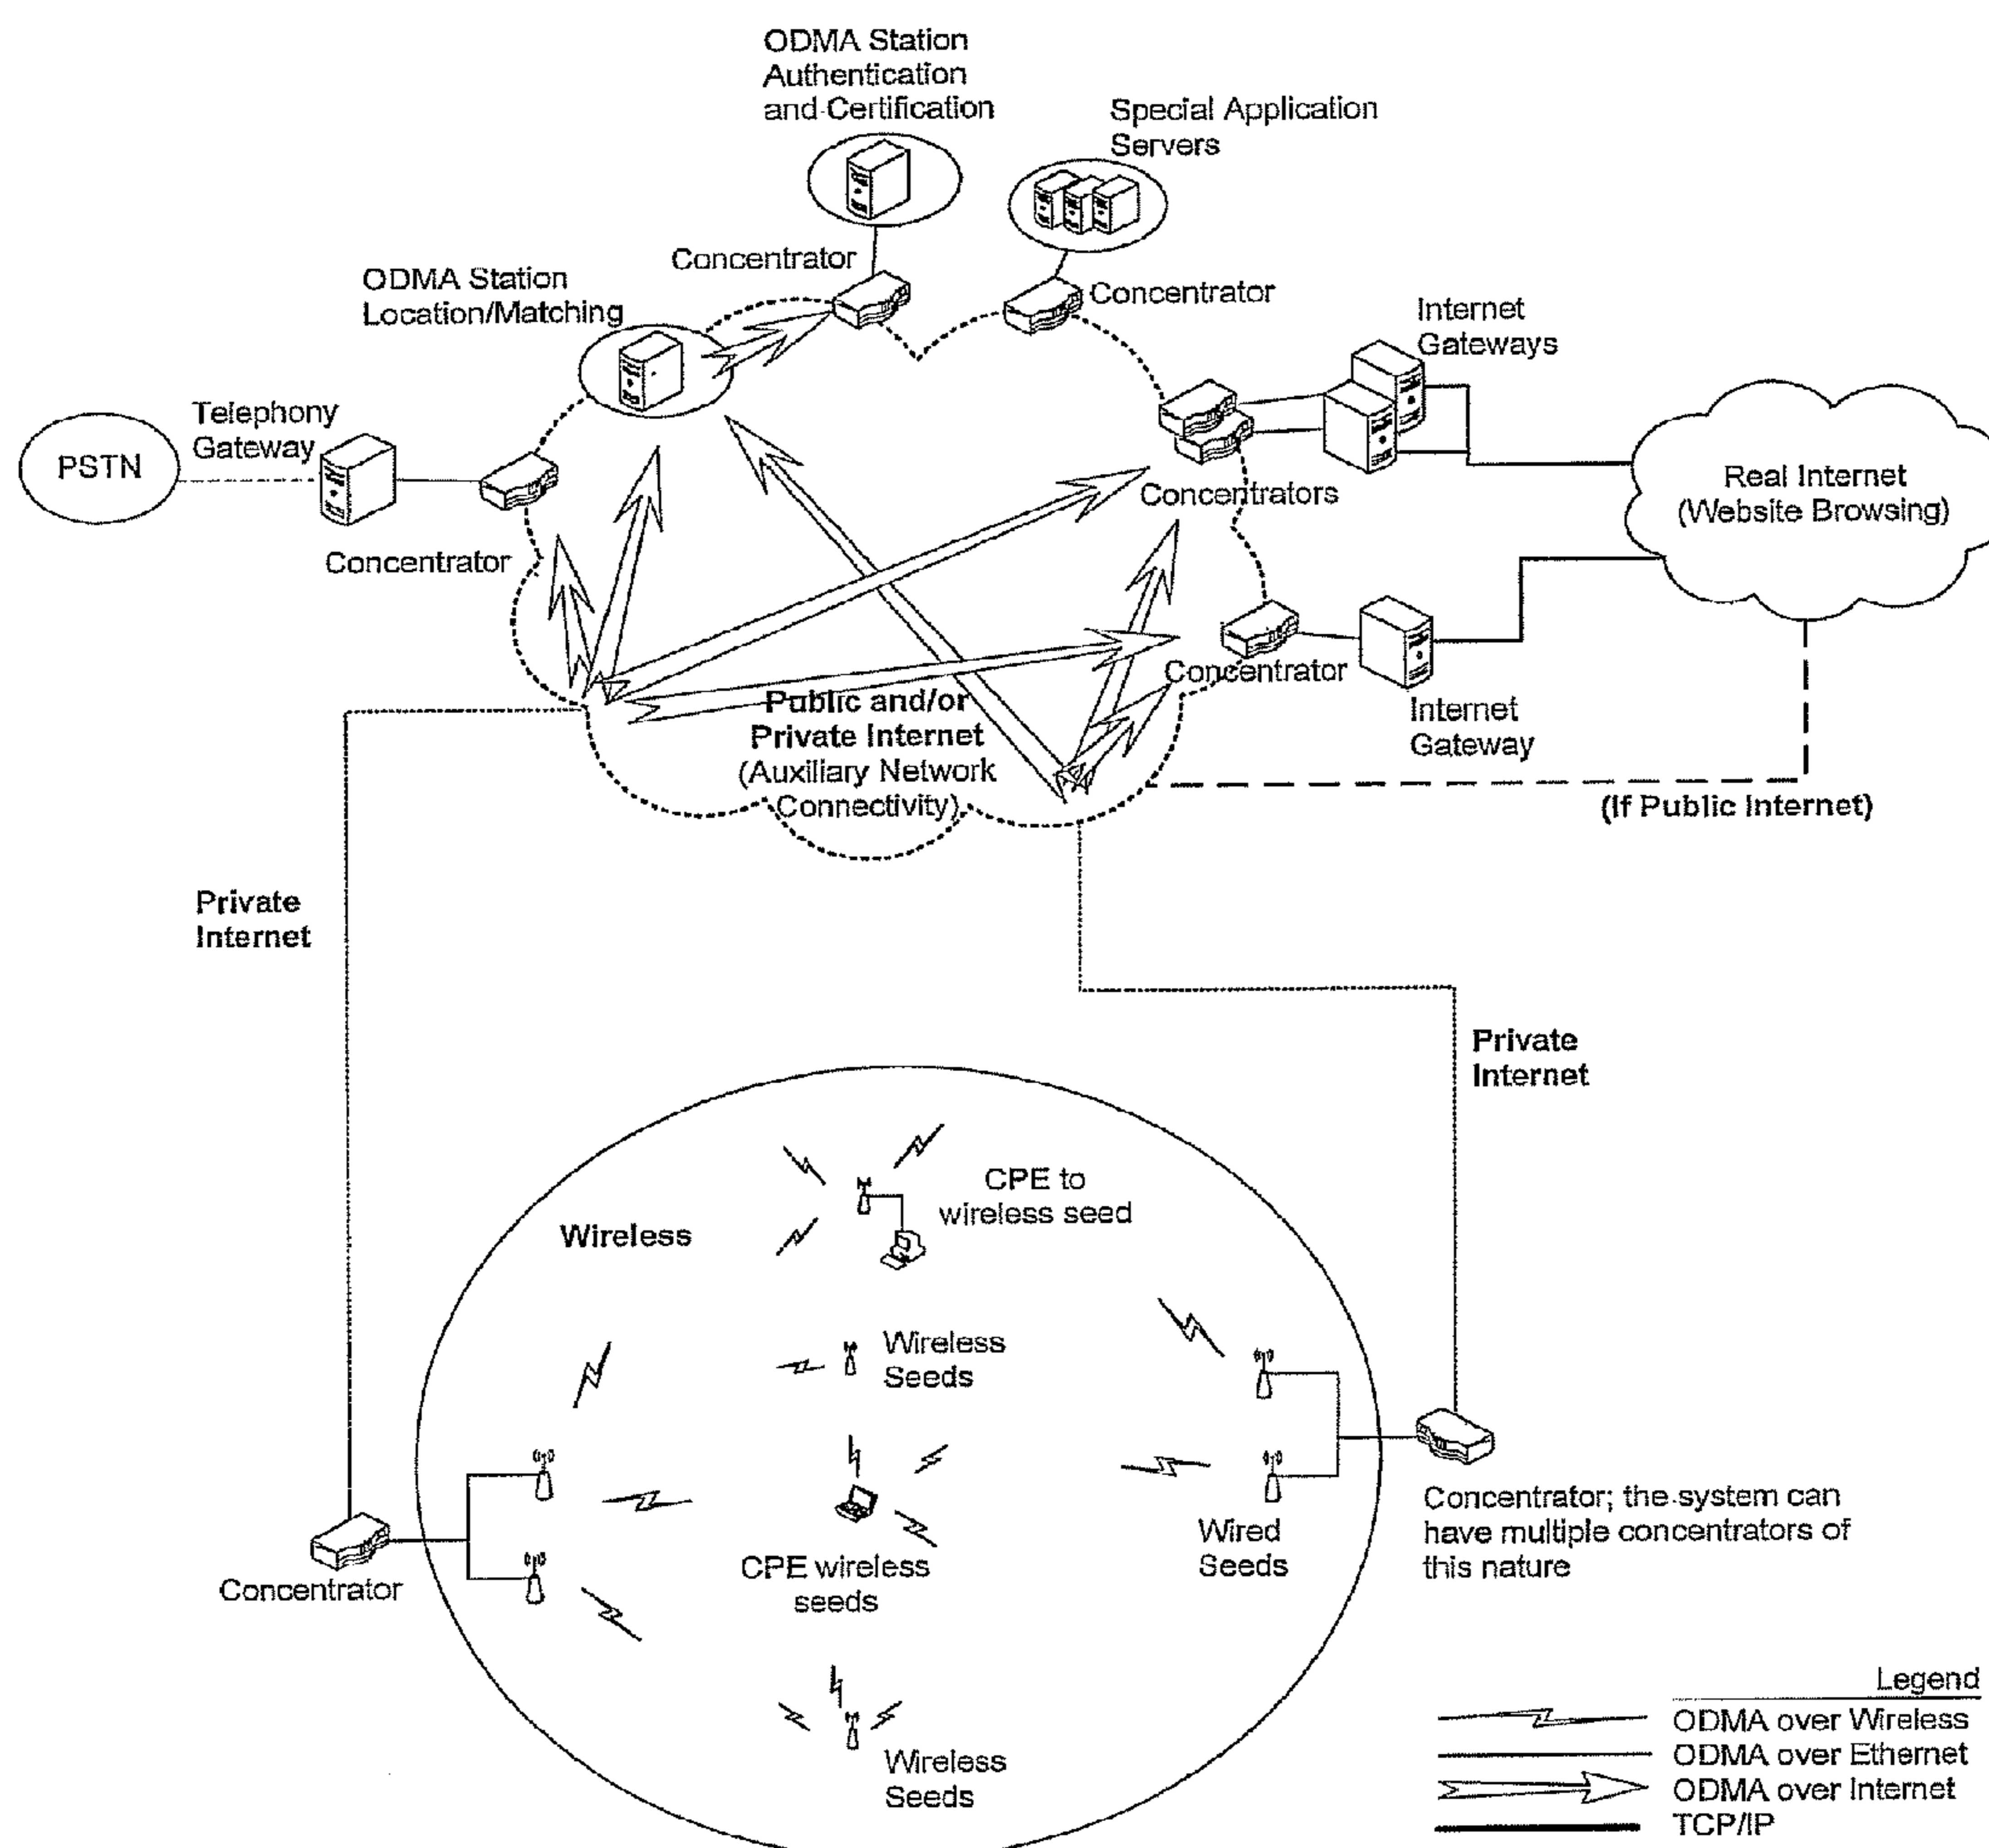 ODMA Station
Authentication
and Certification
Special Application
Servers
Concentrator
ODMA Station
Location/Matching
Concentrator
Internet
Gateways
Telephony
Gateway
PSTN
Concentrators
Real Internet
(Website Browsing)
Concentrator
Concentrator
Public and/or
Private Internet
(Auxiliary Network
Connectivity)
Internet
Gateway
(If Public Internet)
Private
Internet
Private
Internet
CPE to
wireless seed
Wireless
Wireless
Seeds
Concentrator; the system can
have multiple concentrators of
this nature
Wired
Seeds
CPE wireless
seeds
Concentrator
Wireless
Seeds
Legend
ODMA over Wireless
ODMA over Ethernet
ODMA over Internet
TCP/IP